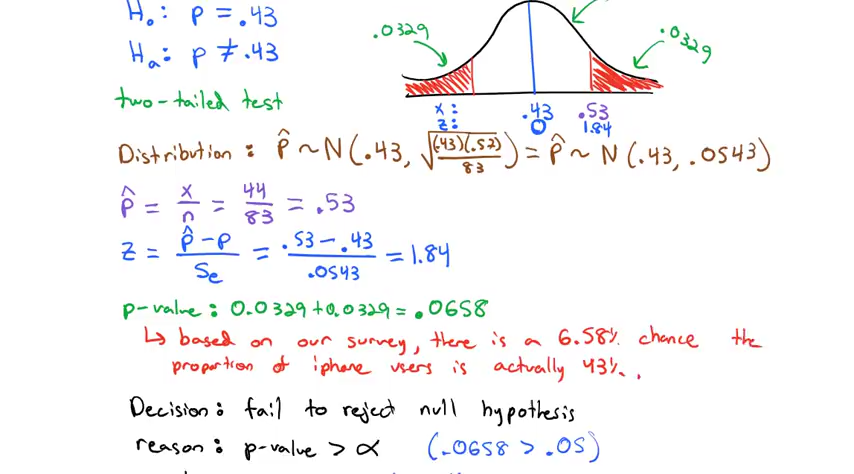 H₀: p = .43
Hₐ: p ≠ .43
.0329
.0329
two-tailed test
x: .43 .53
z: 0 1.84
Distribution: P̂ ~ N(.43, √((.43)(.57)/83)) = P̂ ~ N(.43, .0543)
p̂ = x/n = 44/83 = .53
z = (p̂ - p)/Se = (.53 - .43)/.0543 = 1.84
p-value: 0.0329+0.0329 = .0658
↳ based on our survey, there is a 6.58% chance the
proportion of iphone users is actually 43%.
Decision: fail to reject null hypothesis
reason: p-value > α (.0658 > .05)